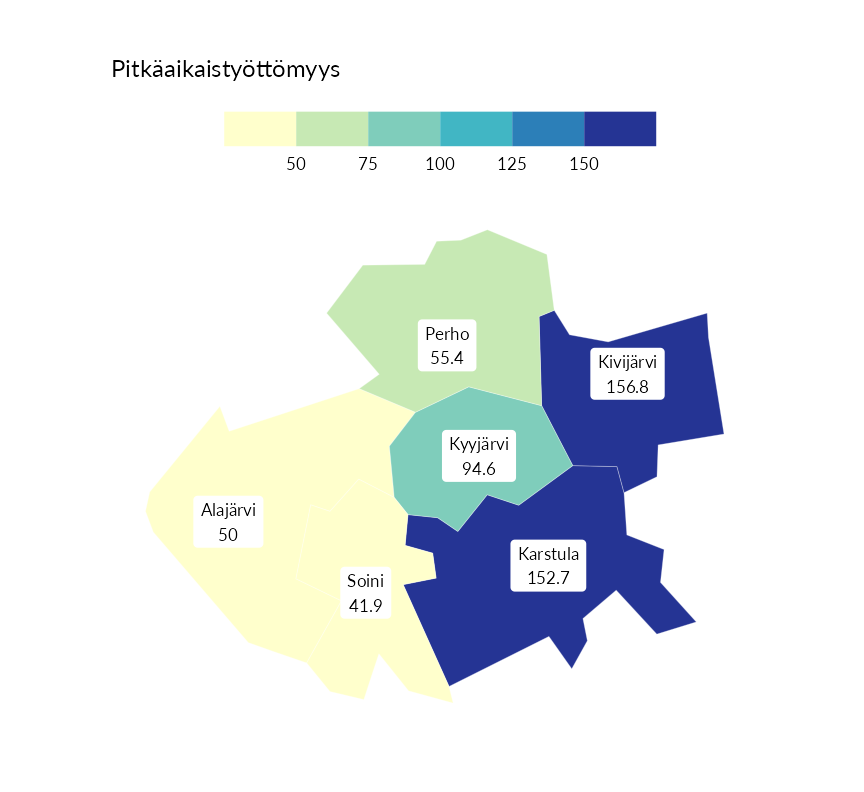 Pitkäaikaistyöttömyys
50 75 100 125 150
Perho
55.4
Kivijärvi
156.8
Kyyjärvi
94.6
Alajärvi
50
Karstula
152.7
Soini
41.9